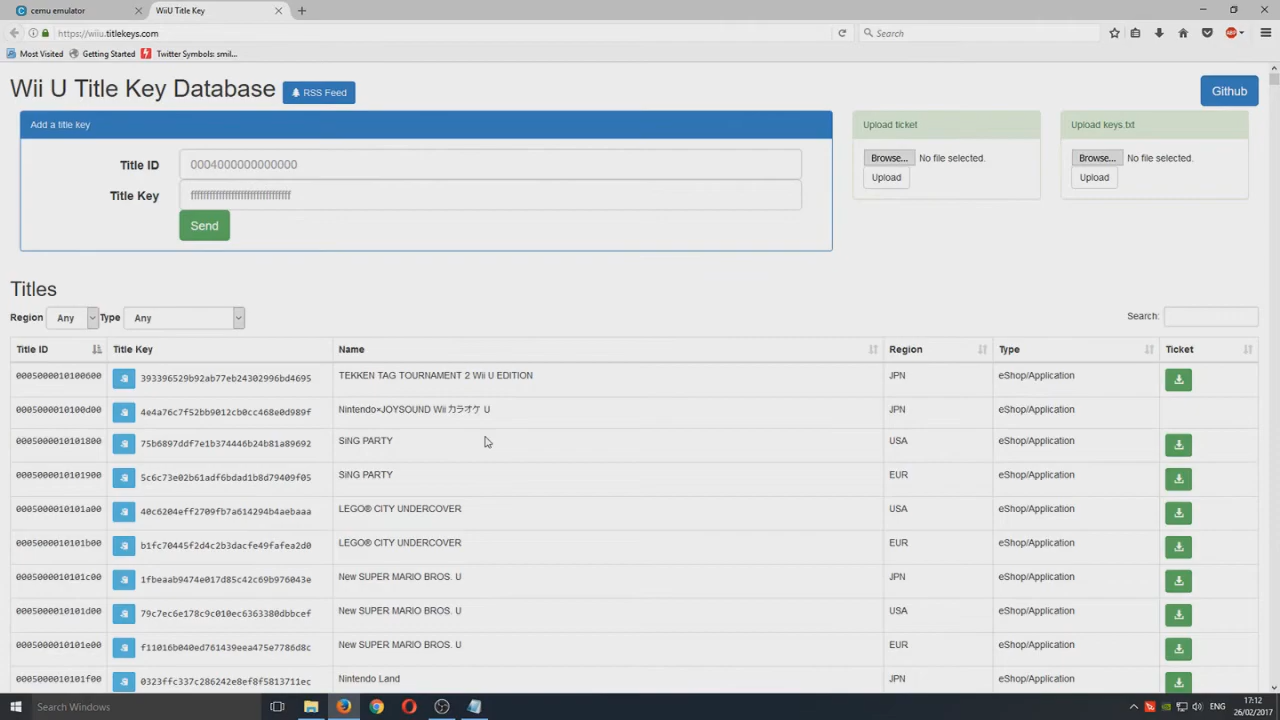 cemu emulator
WiiU Title Key
https://wiiu.titlekeys.com
Search
Most Visited
Getting Started
Twitter Symbols: smil...
Wii U Title Key Database
RSS Feed
Github
Add a title key
Title ID
0004000000000000
Title Key
ffffffffffffffffffffffffffffffff
Send
Upload ticket
Browse...
No file selected.
Upload
Upload keys.txt
Browse...
No file selected.
Upload
Titles
Region
Any
Type
Any
Search:
Title ID Title Key Name Region Type Ticket
0005000010100600 393396529b92ab77eb24302996bd4695 TEKKEN TAG TOURNAMENT 2 Wii U EDITION JPN eShop/Application
0005000010100d00 4e4a76c7f52bb9012cb0cc468e0d989f Nintendo×JOYSOUND Wii カラオケ U JPN eShop/Application
0005000010101800 75b6897ddf7e1b374446b24b81a89692 SiNG PARTY USA eShop/Application
0005000010101900 5c6c73e02b61adf6bdad1b8d79409f05 SiNG PARTY EUR eShop/Application
0005000010101a00 40c6204eff2709fb7a614294b4aebaaa LEGO® CITY UNDERCOVER USA eShop/Application
0005000010101b00 b1fc70445f2d4c2b3dacfe49fafea2d0 LEGO® CITY UNDERCOVER EUR eShop/Application
0005000010101c00 1fbeaab9474e017d85c42c69b976043e New SUPER MARIO BROS. U JPN eShop/Application
0005000010101d00 79c7ec6e178c9c010ec6363380dbbcef New SUPER MARIO BROS. U USA eShop/Application
0005000010101e00 f11016b040ed761439eea475e7786d8c New SUPER MARIO BROS. U EUR eShop/Application
0005000010101f00 0323ffc337c286242e8ef8f5813711ec Nintendo Land JPN eShop/Application
Search Windows
ENG
17:12
26/02/2017